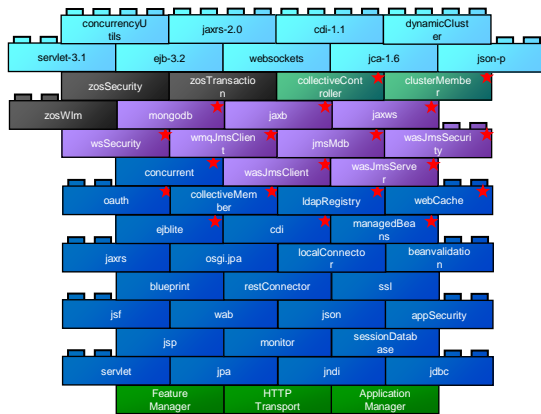 concurrencyU
tils
jaxrs-2.0
cdi-1.1
dynamicClust
er
servlet-3.1
ejb-3.2
websockets
jca-1.6
json-p
zosSecurity
zosTransactio
n
collectiveCont
roller
clusterMembe
r
zosWlm
mongodb
jaxb
jaxws
wsSecurity
wmqJmsClien
t
jmsMdb
wasJmsSecuri
ty
concurrent
wasJmsClient
wasJmsServe
r
oauth
collectiveMem
ber
ldapRegistry
webCache
ejblite
cdi
managedBea
ns
jaxrs
osgi.jpa
localConnecto
r
beanvalidatio
n
blueprint
restConnector
ssl
jsf
wab
json
appSecurity
jsp
monitor
sessionDatab
ase
servlet
jpa
jndi
jdbc
Feature
Manager
HTTP
Transport
Application
Manager